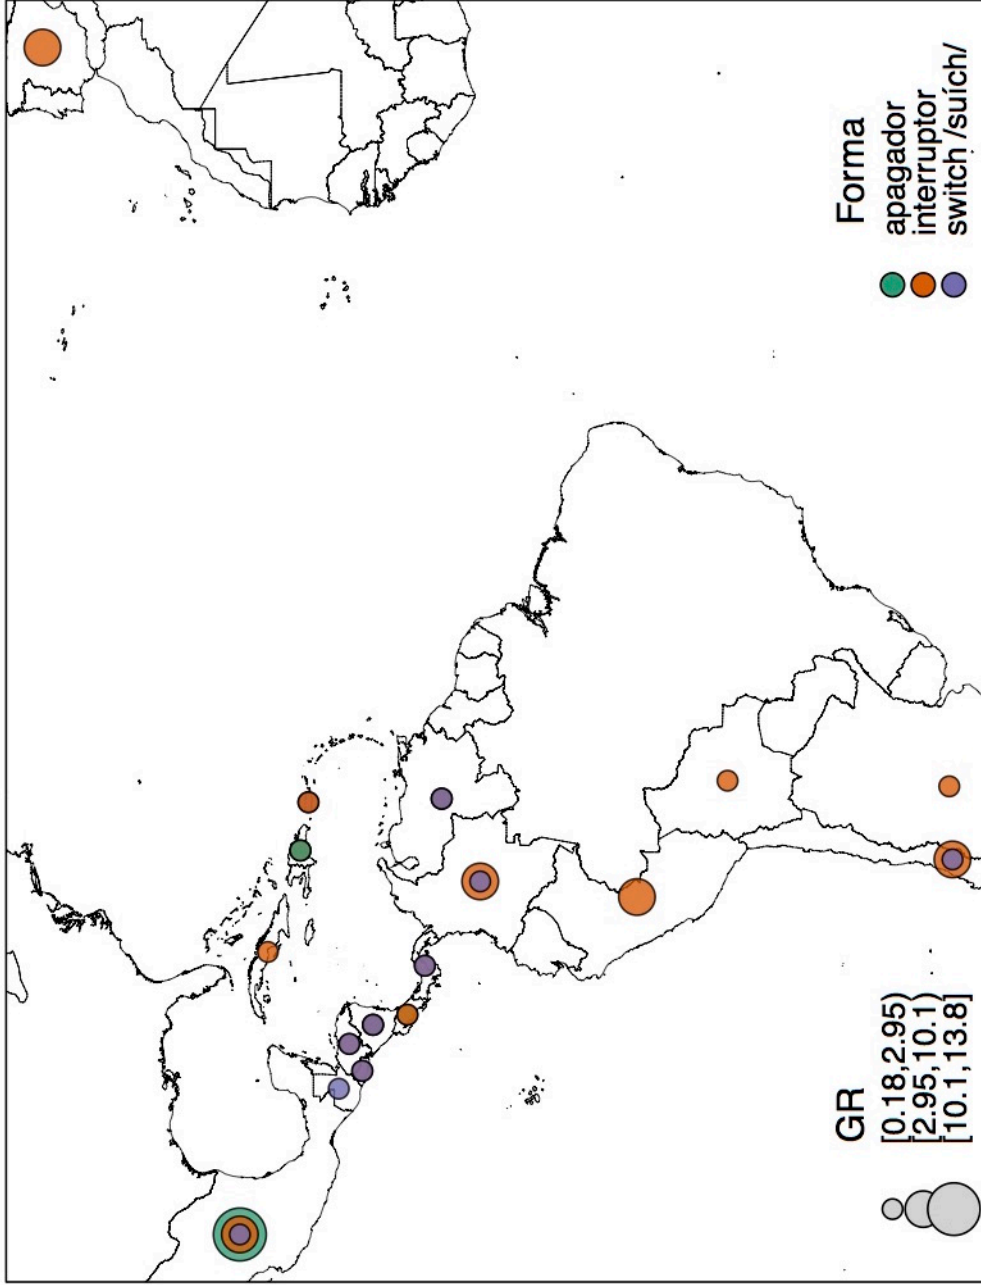 GR
[0.18,2.95)
[2.95,10.1)
[10.1,13.8]
Forma
apagador
interruptor
switch /suích/